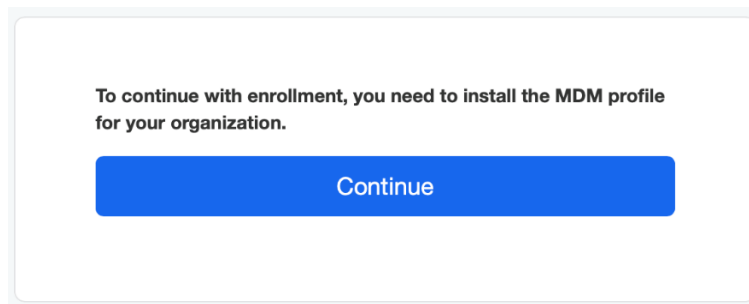 To continue with enrollment, you need to install the MDM profile
for your organization.
Continue